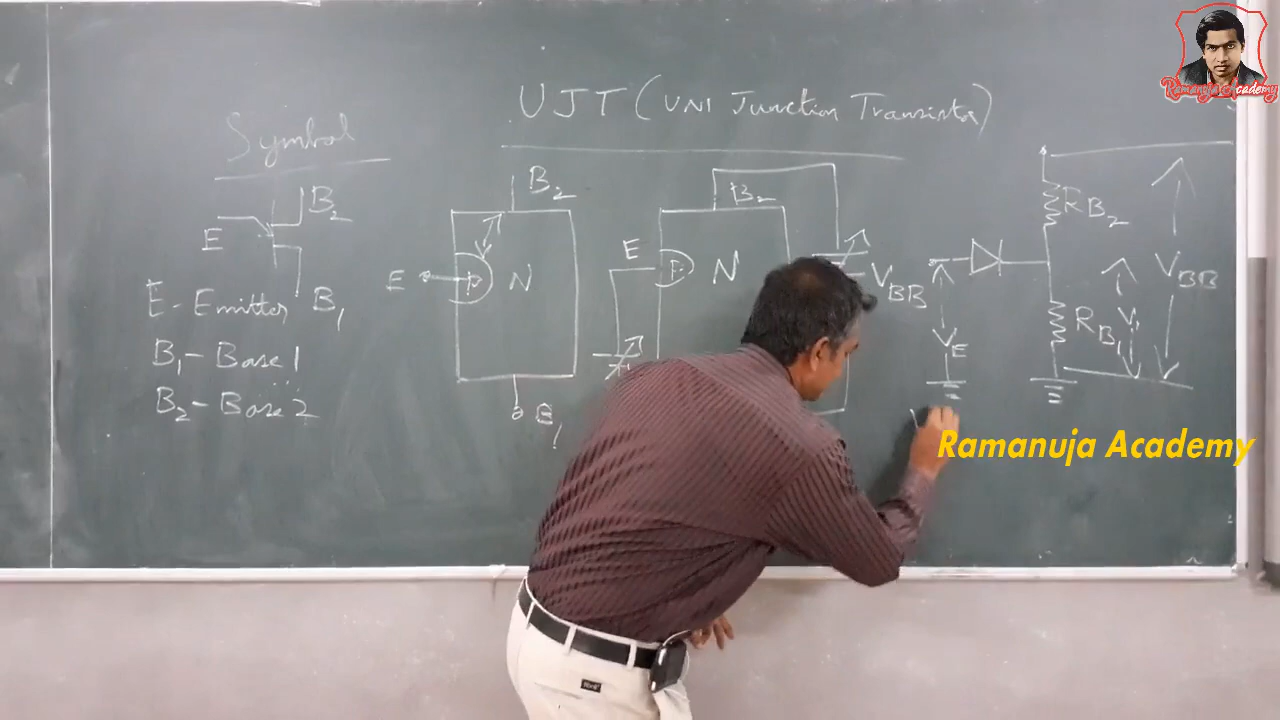 UJT (UNI Junction Transistor)
Symbol
E
B2
B1
E - Emitter
B1 - Base 1
B2 - Base 2
B2
E
P
N
B1
B2
E
P
N
VBB
VE
RB2
RB1
V1
VBB
Ramanuja Academy
Ramanuja Academy